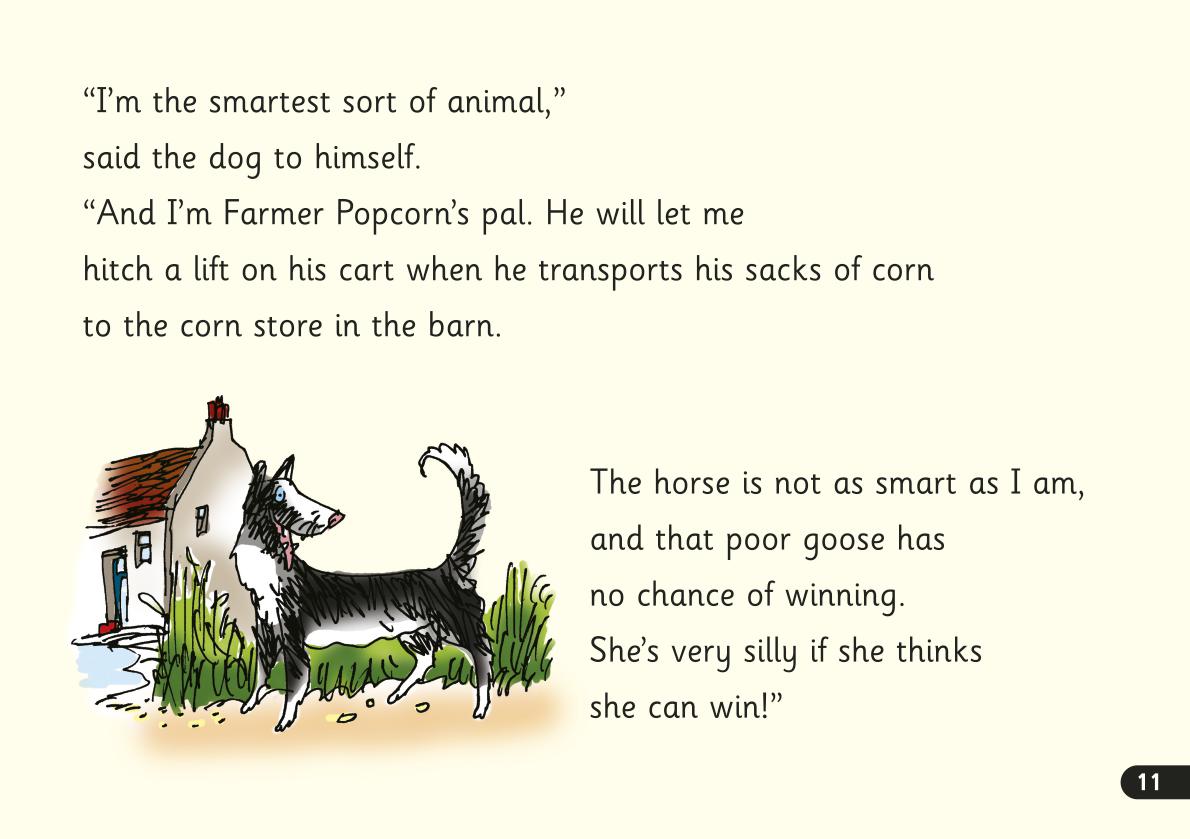 “I’m the smartest sort of animal,”
said the dog to himself.
“And I’m Farmer Popcorn’s pal. He will let me
hitch a lift on his cart when he transports his sacks of corn
to the corn store in the barn.
The horse is not as smart as I am,
and that poor goose has
no chance of winning.
She’s very silly if she thinks
she can win!”
11